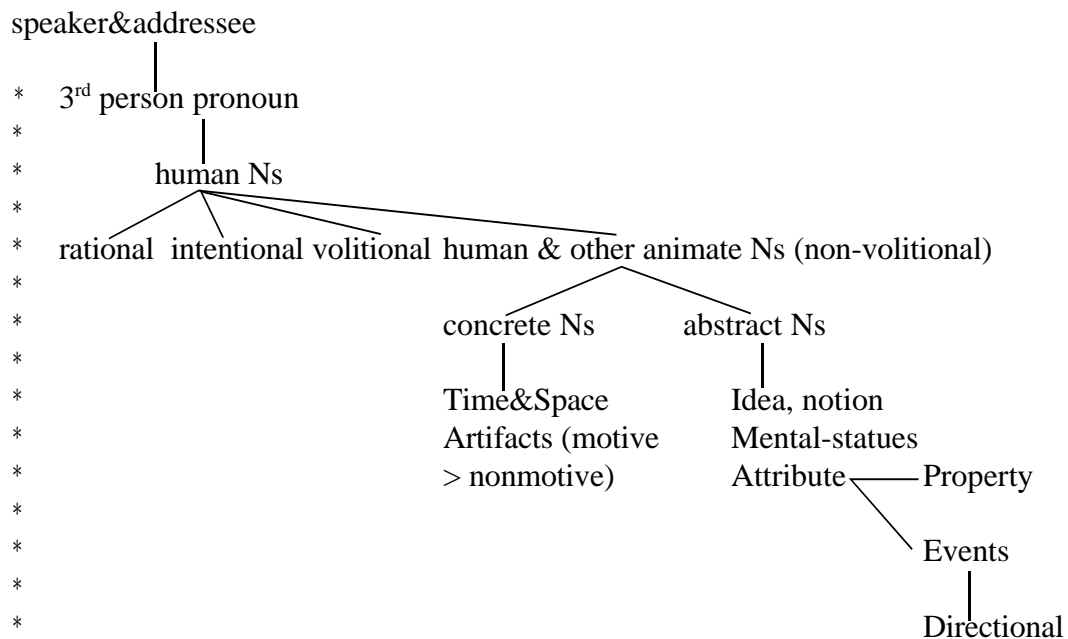 speaker&addressee
* 3rd person pronoun
*
* human Ns
*
* rational intentional volitional human & other animate Ns (non-volitional)
*
* concrete Ns abstract Ns
*
* Time&Space Idea, notion
* Artifacts (motive Mental-statues
* > nonmotive) Attribute Property
*
* Events
*
* Directional